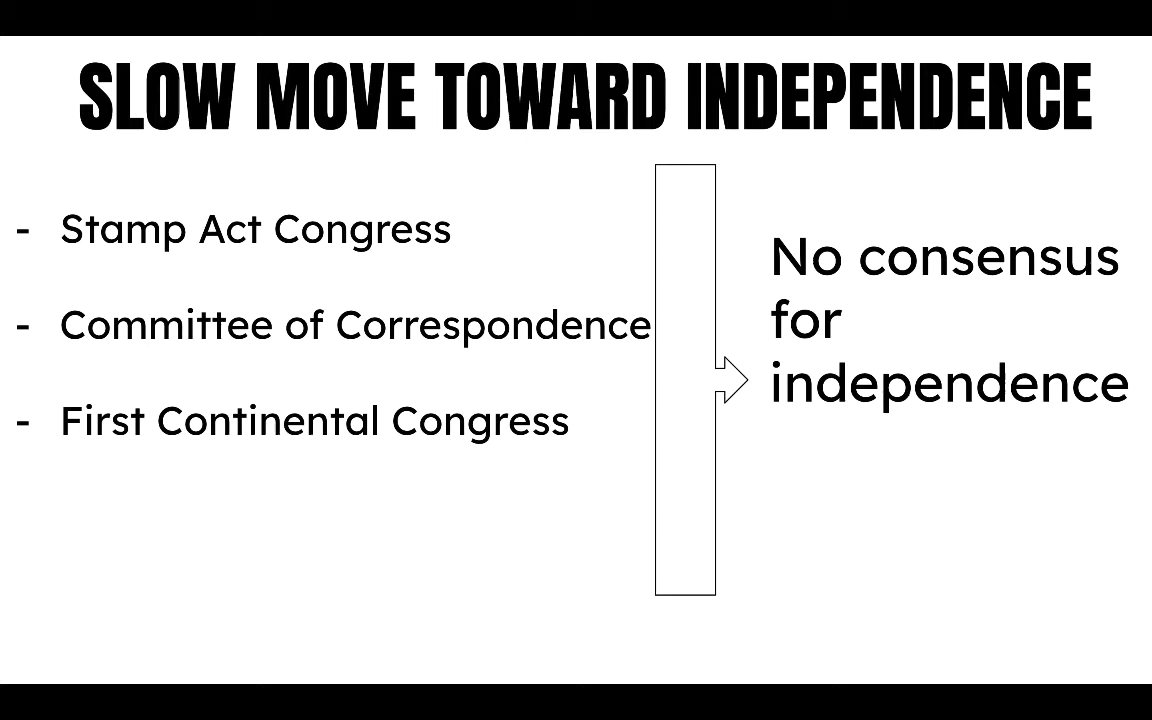 SLOW MOVE TOWARD INDEPENDENCE
- Stamp Act Congress
- Committee of Correspondence
- First Continental Congress
No consensus
for
independence